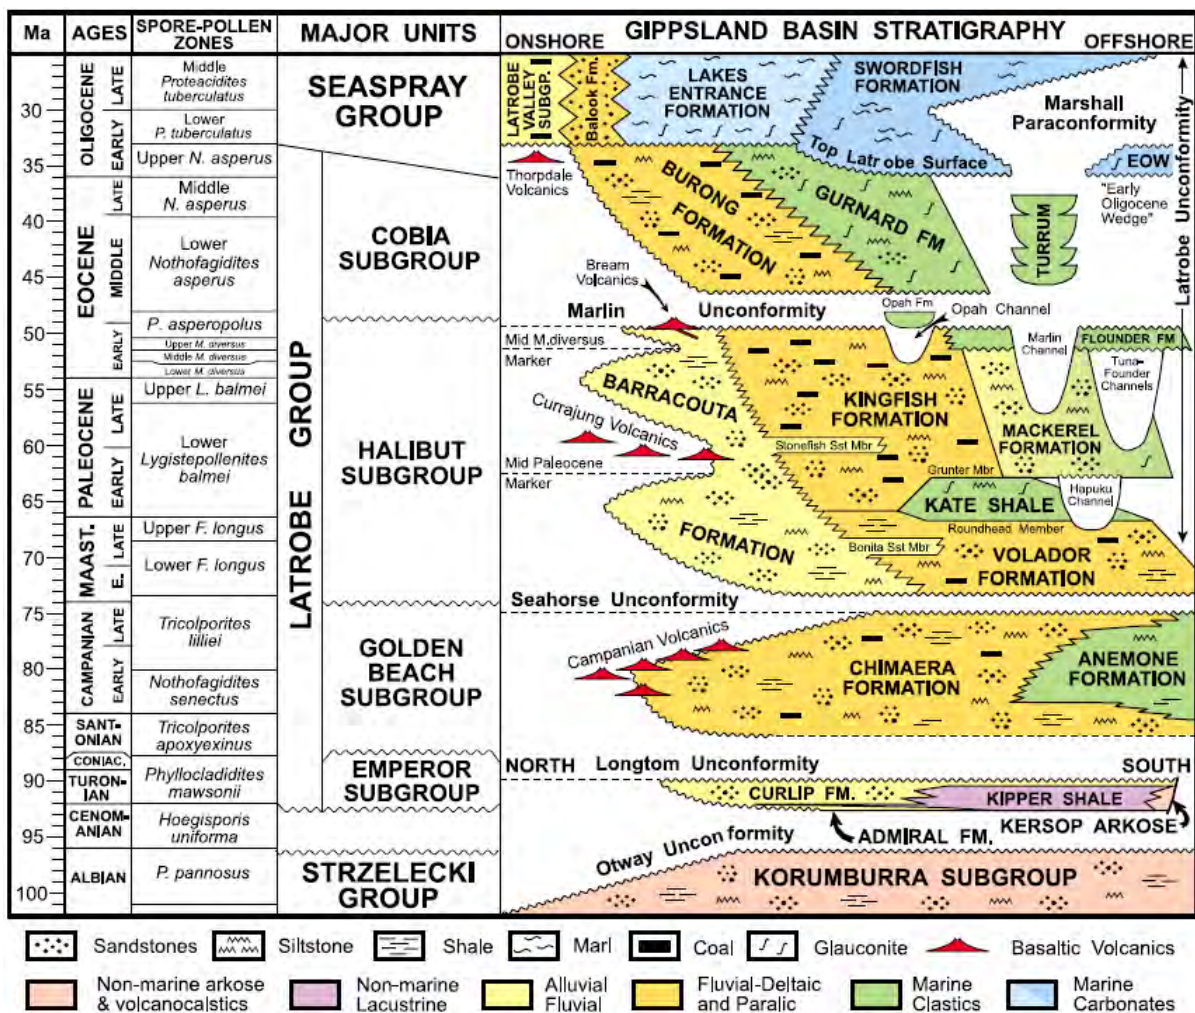 Ma
AGES
SPORE-POLLEN
ZONES
MAJOR UNITS
GIPPSLAND BASIN STRATIGRAPHY
ONSHORE
OFFSHORE
30
35
40
45
50
55
60
65
70
75
80
85
90
95
100
OLIGOCENE
LATE
EARLY
EOCENE
LATE
MIDDLE
EARLY
PALEOCENE
LATE
EARLY
MAAST.
LATE
E.
CAMPANIAN
LATE
EARLY
SANT-
ONIAN
CONIAC.
TURON-
IAN
CENOM-
ANIAN
ALBIAN
Middle
Proteacidites
tuberculatus
Lower
P. tuberculatus
Upper N. asperus
Middle
N. asperus
Lower
Nothofagidites
asperus
P. asperopolus
Upper M. diversus
Middle M. diversus
Lower M. diversus
Upper L. balmei
Lower
Lygistepollenites
balmei
Upper F. longus
Lower F. longus
Tricolporites
lilliei
Nothofagidites
senectus
Tricolporites
apoxyexinus
Phyllocladidites
mawsonii
Hoegisporis
uniforma
P. pannosus
SEASPRAY
GROUP
LATROBE GROUP
COBIA
SUBGROUP
HALIBUT
SUBGROUP
GOLDEN
BEACH
SUBGROUP
EMPEROR
SUBGROUP
STRZELECKI
GROUP
LATROBE
VALLEY
SUBGP.
Balook Fm.
LAKES
ENTRANCE
FORMATION
SWORDFISH
FORMATION
Marshall
Paraconformity
Top Latrobe Surface
EOW
"Early
Oligocene
Wedge"
Latrobe Unconformity
Thorpdale
Volcanics
BURONG
FORMATION
GURNARD FM
TURRUM
Bream
Volcanics
Marlin Unconformity
Opah Fm
Opah Channel
Mid M.diversus
Marker
Marlin
Channel
FLOUNDER FM
Tuna-
Founder
Channels
BARRACOUTA
FORMATION
KINGFISH
FORMATION
MACKEREL
FORMATION
Currajung Volcanics
Stonefish Sst Mbr
Mid Paleocene
Marker
Grunter Mbr
KATE SHALE
Hapuku
Channel
Roundhead Member
Bonita Sst Mbr
VOLADOR
FORMATION
Seahorse Unconformity
Campanian Volcanics
CHIMAERA
FORMATION
ANEMONE
FORMATION
NORTH
Longtom Unconformity
SOUTH
CURLIP FM.
KIPPER SHALE
ADMIRAL FM.
KERSOP ARKOSE
Otway Unconformity
KORUMBURRA SUBGROUP
Sandstones
Siltstone
Shale
Marl
Coal
Glauconite
Basaltic Volcanics
Non-marine arkose
& volcanocalstics
Non-marine
Lacustrine
Alluvial
Fluvial
Fluvial-Deltaic
and Paralic
Marine
Clastics
Marine
Carbonates